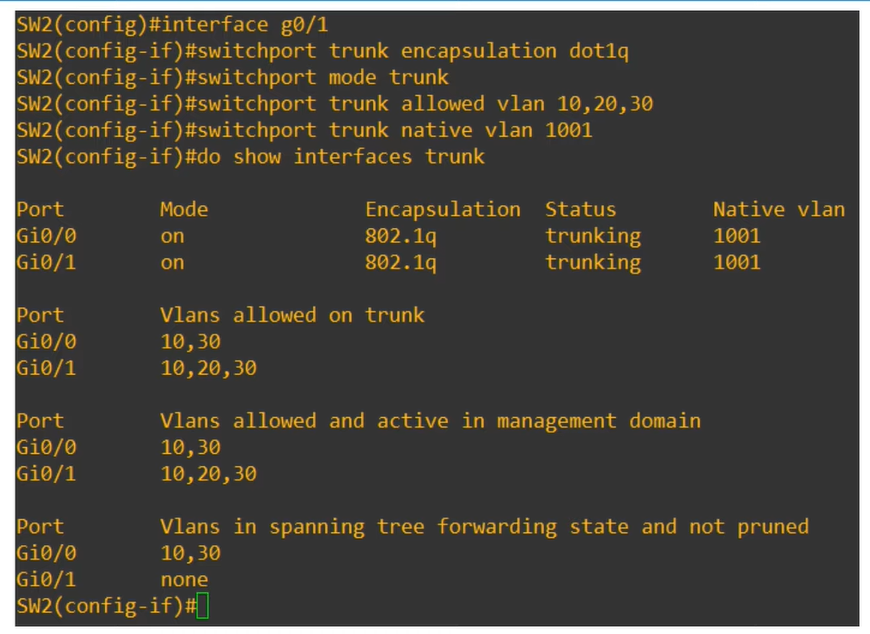 SW2(config)#interface g0/1
SW2(config-if)#switchport trunk encapsulation dot1q
SW2(config-if)#switchport mode trunk
SW2(config-if)#switchport trunk allowed vlan 10,20,30
SW2(config-if)#switchport trunk native vlan 1001
SW2(config-if)#do show interfaces trunk

Port        Mode             Encapsulation  Status        Native vlan
Gi0/0       on               802.1q         trunking      1001
Gi0/1       on               802.1q         trunking      1001

Port        Vlans allowed on trunk
Gi0/0       10,30
Gi0/1       10,20,30

Port        Vlans allowed and active in management domain
Gi0/0       10,30
Gi0/1       10,20,30

Port        Vlans in spanning tree forwarding state and not pruned
Gi0/0       10,30
Gi0/1       none
SW2(config-if)#